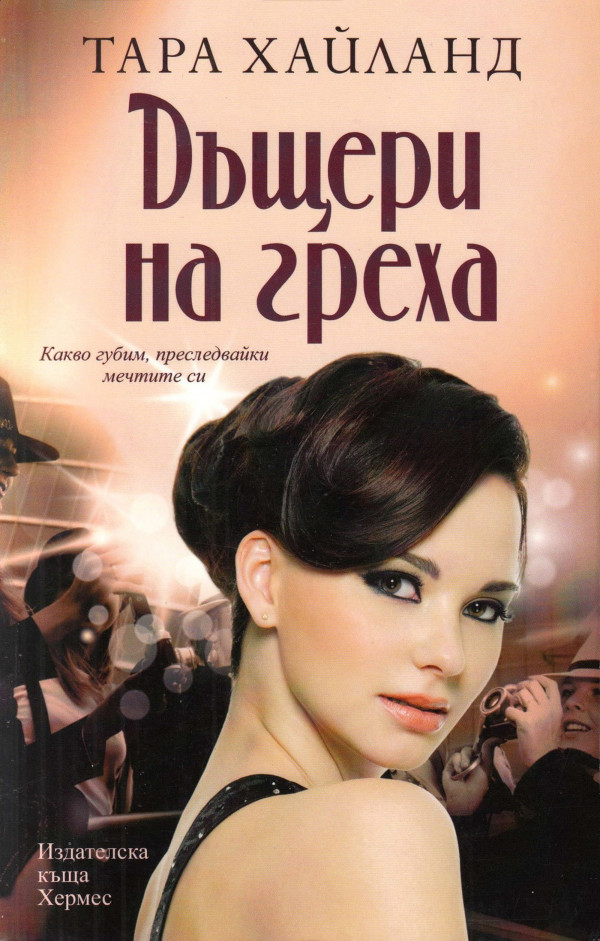 ТАРА ХАЙЛАНД
Дъщери
на греха
Какво губим, преследвайки
мечтите си
Издателска
къща
Хермес